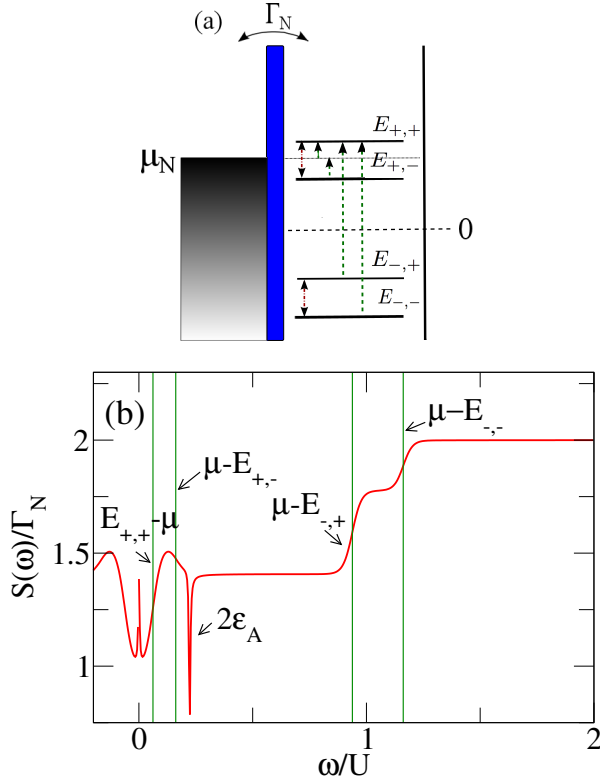 (a)
Γ_N
E_{+,+}
μ_N
E_{+,-}
0
E_{-,+}
E_{-,-}
(b)
2
1.5
1
S(ω)/Γ_N
E_{+,+}-μ
μ-E_{+,-}
μ-E_{-,+}
μ-E_{-,-}
2ε_A
0
1
2
ω/U